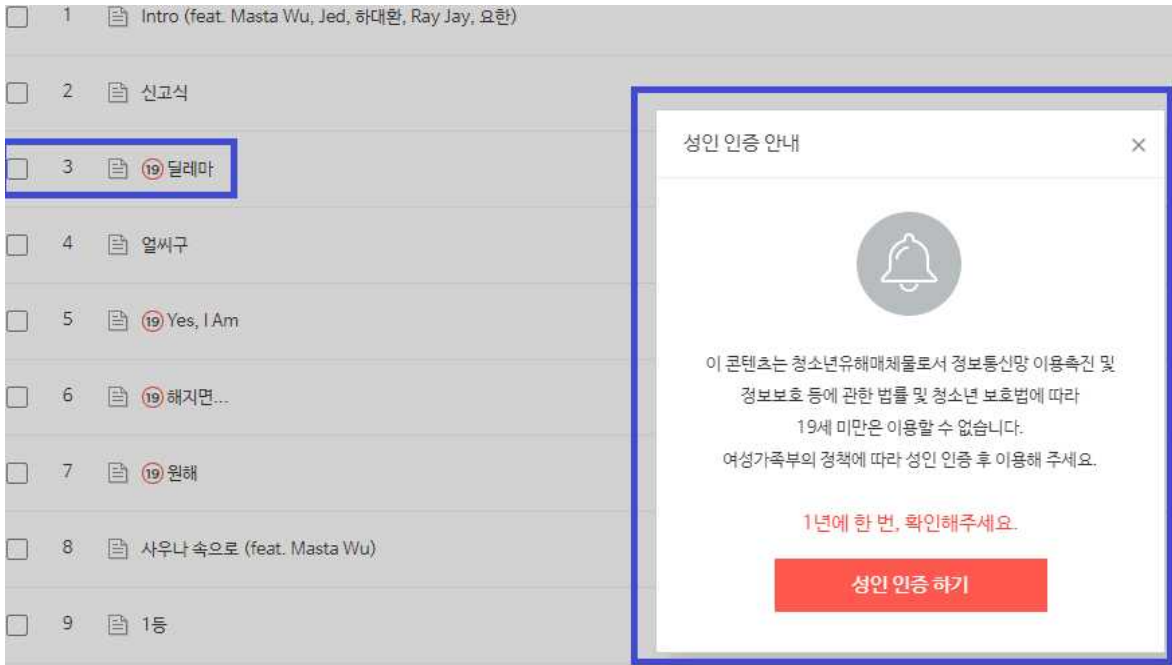 1 Intro (feat. Masta Wu, Jed, 하대환, Ray Jay, 요한)
2 신고식
3 19 딜레마
4 얼씨구
5 19 Yes, I Am
6 19 해지면...
7 19 원해
8 사우나 속으로 (feat. Masta Wu)
9 1등
성인 인증 안내
이 콘텐츠는 청소년유해매체물로서 정보통신망 이용촉진 및
정보보호 등에 관한 법률 및 청소년 보호법에 따라
19세 미만은 이용할 수 없습니다.
여성가족부의 정책에 따라 성인 인증 후 이용해 주세요.
1년에 한 번, 확인해주세요.
성인 인증 하기